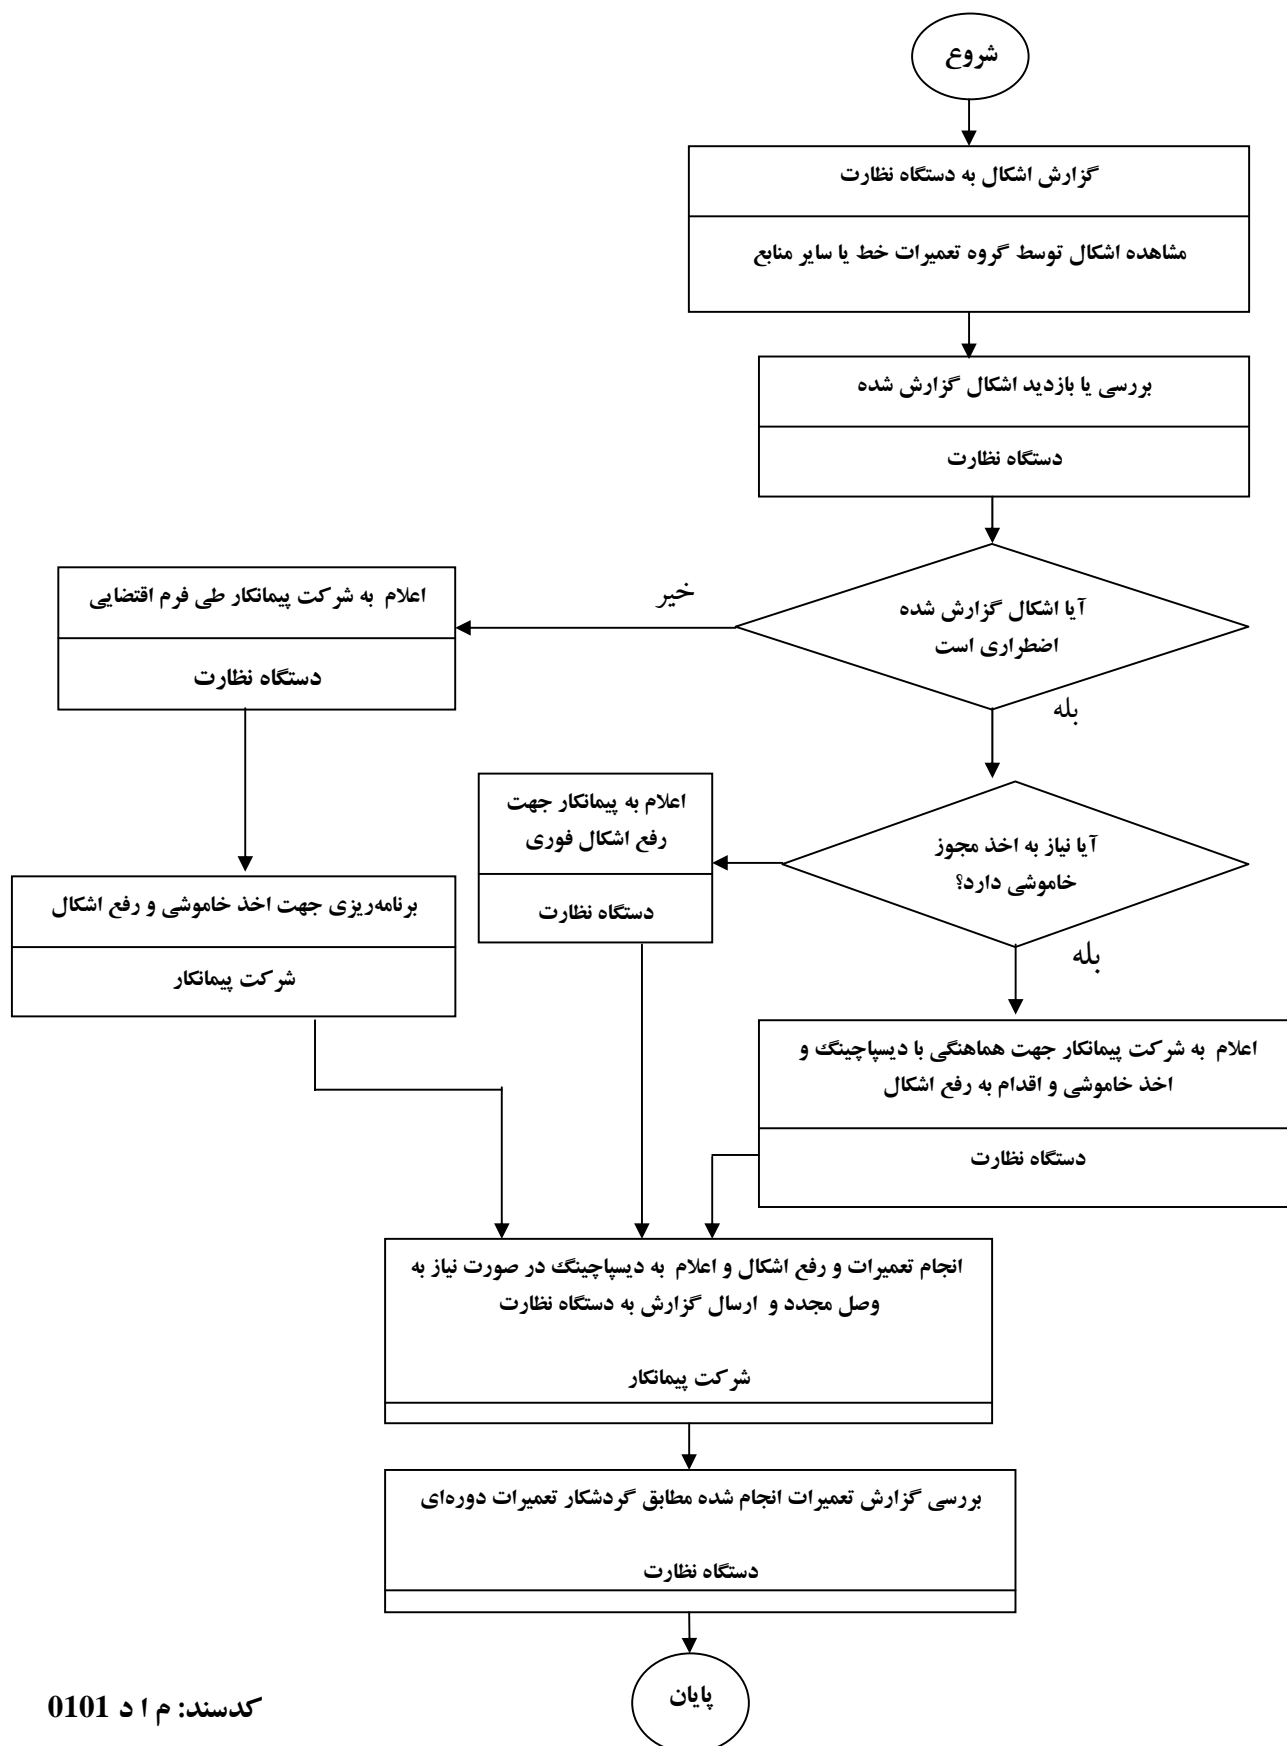 شروع
گزارش اشکال به دستگاه نظارت
مشاهده اشکال توسط گروه تعمیرات خط یا سایر منابع
بررسی یا بازدید اشکال گزارش شده
دستگاه نظارت
آیا اشکال گزارش شده
اضطراری است
خیر
بله
اعلام به شرکت پیمانکار طی فرم اقتضایی
دستگاه نظارت
آیا نیاز به اخذ مجوز
خاموشی دارد؟
بله
اعلام به پیمانکار جهت
رفع اشکال فوری
دستگاه نظارت
برنامه‌ریزی جهت اخذ خاموشی و رفع اشکال
شرکت پیمانکار
اعلام به شرکت پیمانکار جهت هماهنگی با دیسپاچینگ و
اخذ خاموشی و اقدام به رفع اشکال
دستگاه نظارت
انجام تعمیرات و رفع اشکال و اعلام به دیسپاچینگ در صورت نیاز به
وصل مجدد و ارسال گزارش به دستگاه نظارت
شرکت پیمانکار
بررسی گزارش تعمیرات انجام شده مطابق گردشکار تعمیرات دوره‌ای
دستگاه نظارت
پایان
کدسند: م ا د 0101